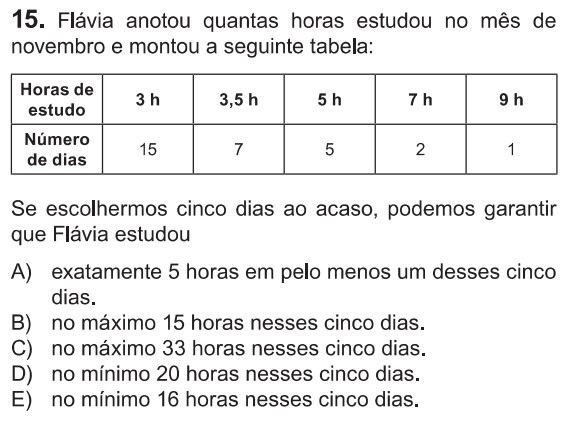 15. Flávia anotou quantas horas estudou no mês de
novembro e montou a seguinte tabela:
Horas de estudo 3 h 3,5 h 5 h 7 h 9 h
Número de dias 15 7 5 2 1
Se escolhermos cinco dias ao acaso, podemos garantir
que Flávia estudou
A) exatamente 5 horas em pelo menos um desses cinco
dias.
B) no máximo 15 horas nesses cinco dias.
C) no máximo 33 horas nesses cinco dias.
D) no mínimo 20 horas nesses cinco dias.
E) no mínimo 16 horas nesses cinco dias.